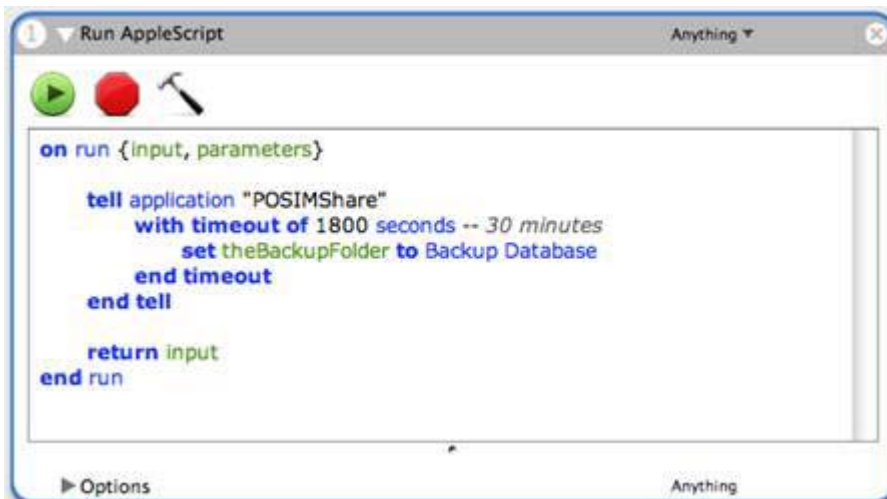 1 Run AppleScript Anything
on run {input, parameters}
tell application "POSIMShare"
with timeout of 1800 seconds -- 30 minutes
set theBackupFolder to Backup Database
end timeout
end tell
return input
end run
Options Anything